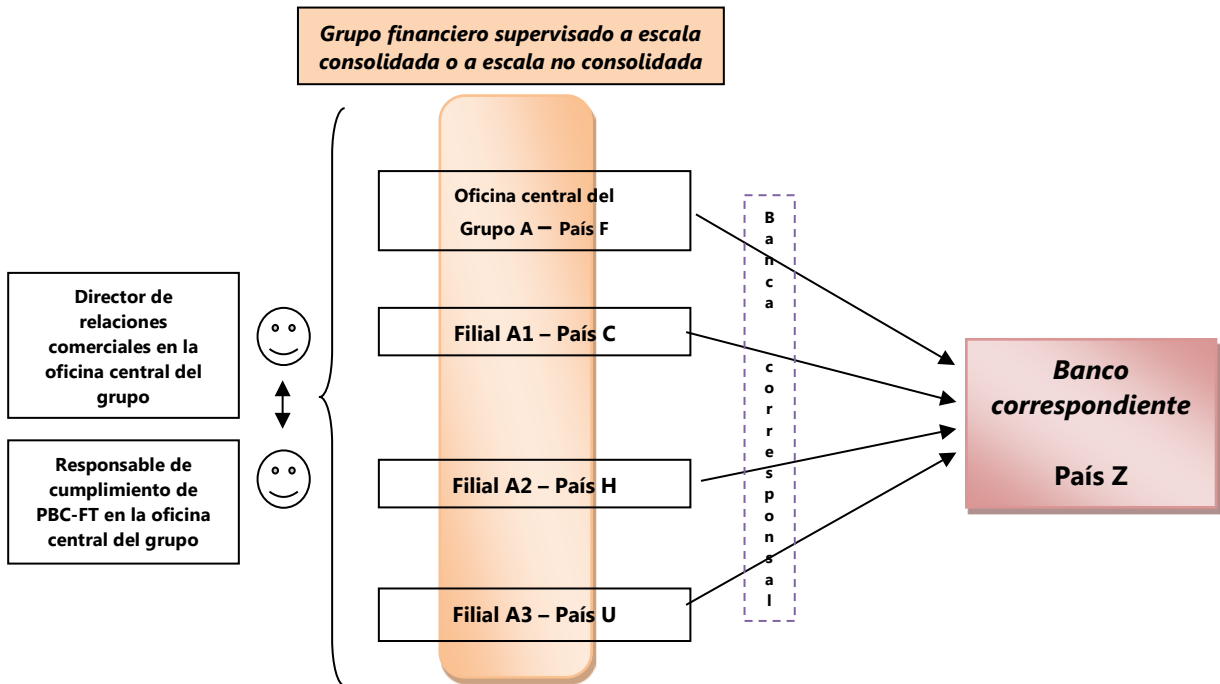 Grupo financiero supervisado a escala
consolidada o a escala no consolidada
Oficina central del
Grupo A – País F
Director de
relaciones
comerciales en la
oficina central del
grupo
Filial A1 – País C
Banca corresponsal
Banco
correspondiente
País Z
Responsable de
cumplimiento de
PBC-FT en la oficina
central del grupo
Filial A2 – País H
Filial A3 – País U